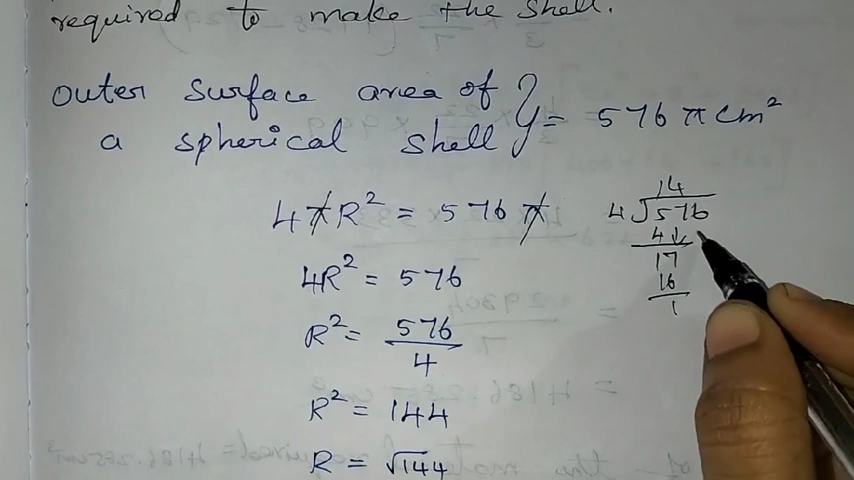 required to make the shell.
outer surface area of
a spherical shell } = 576 π cm²
4πR² = 576 π
4R² = 576
R² = 576/4
R² = 144
R = √144
14
4 √576
4↓
17
16
1